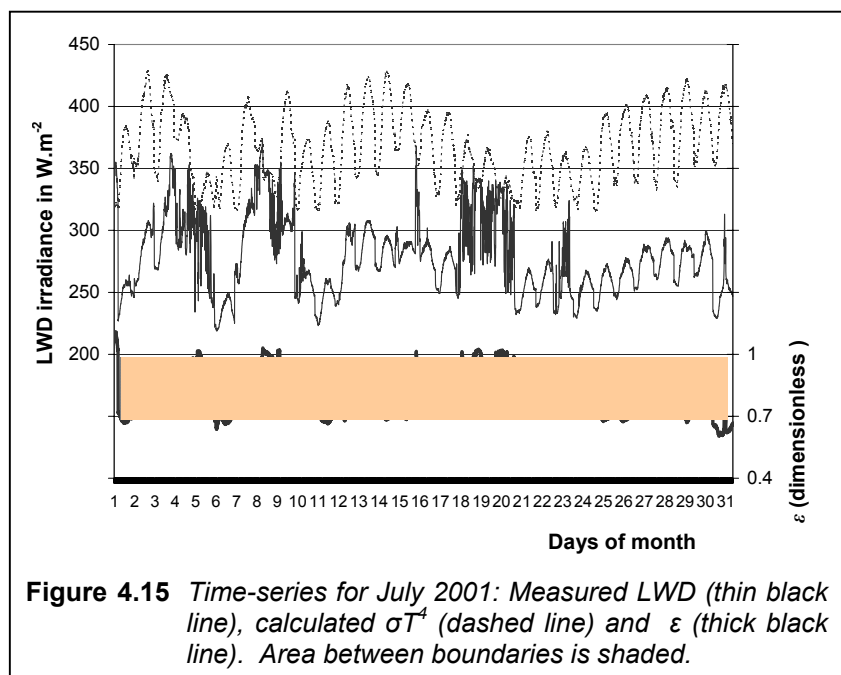 450
400
350
300
250
200
LWD irradiance in W.m-2
1
0.7
0.4
ε (dimensionless )
1 2 3 4 5 6 7 8 9 10 11 12 13 14 15 16 17 18 19 20 21 22 23 24 25 26 27 28 29 30 31
Days of month
Figure 4.15 Time-series for July 2001: Measured LWD (thin black
line), calculated σT4 (dashed line) and ε (thick black
line). Area between boundaries is shaded.